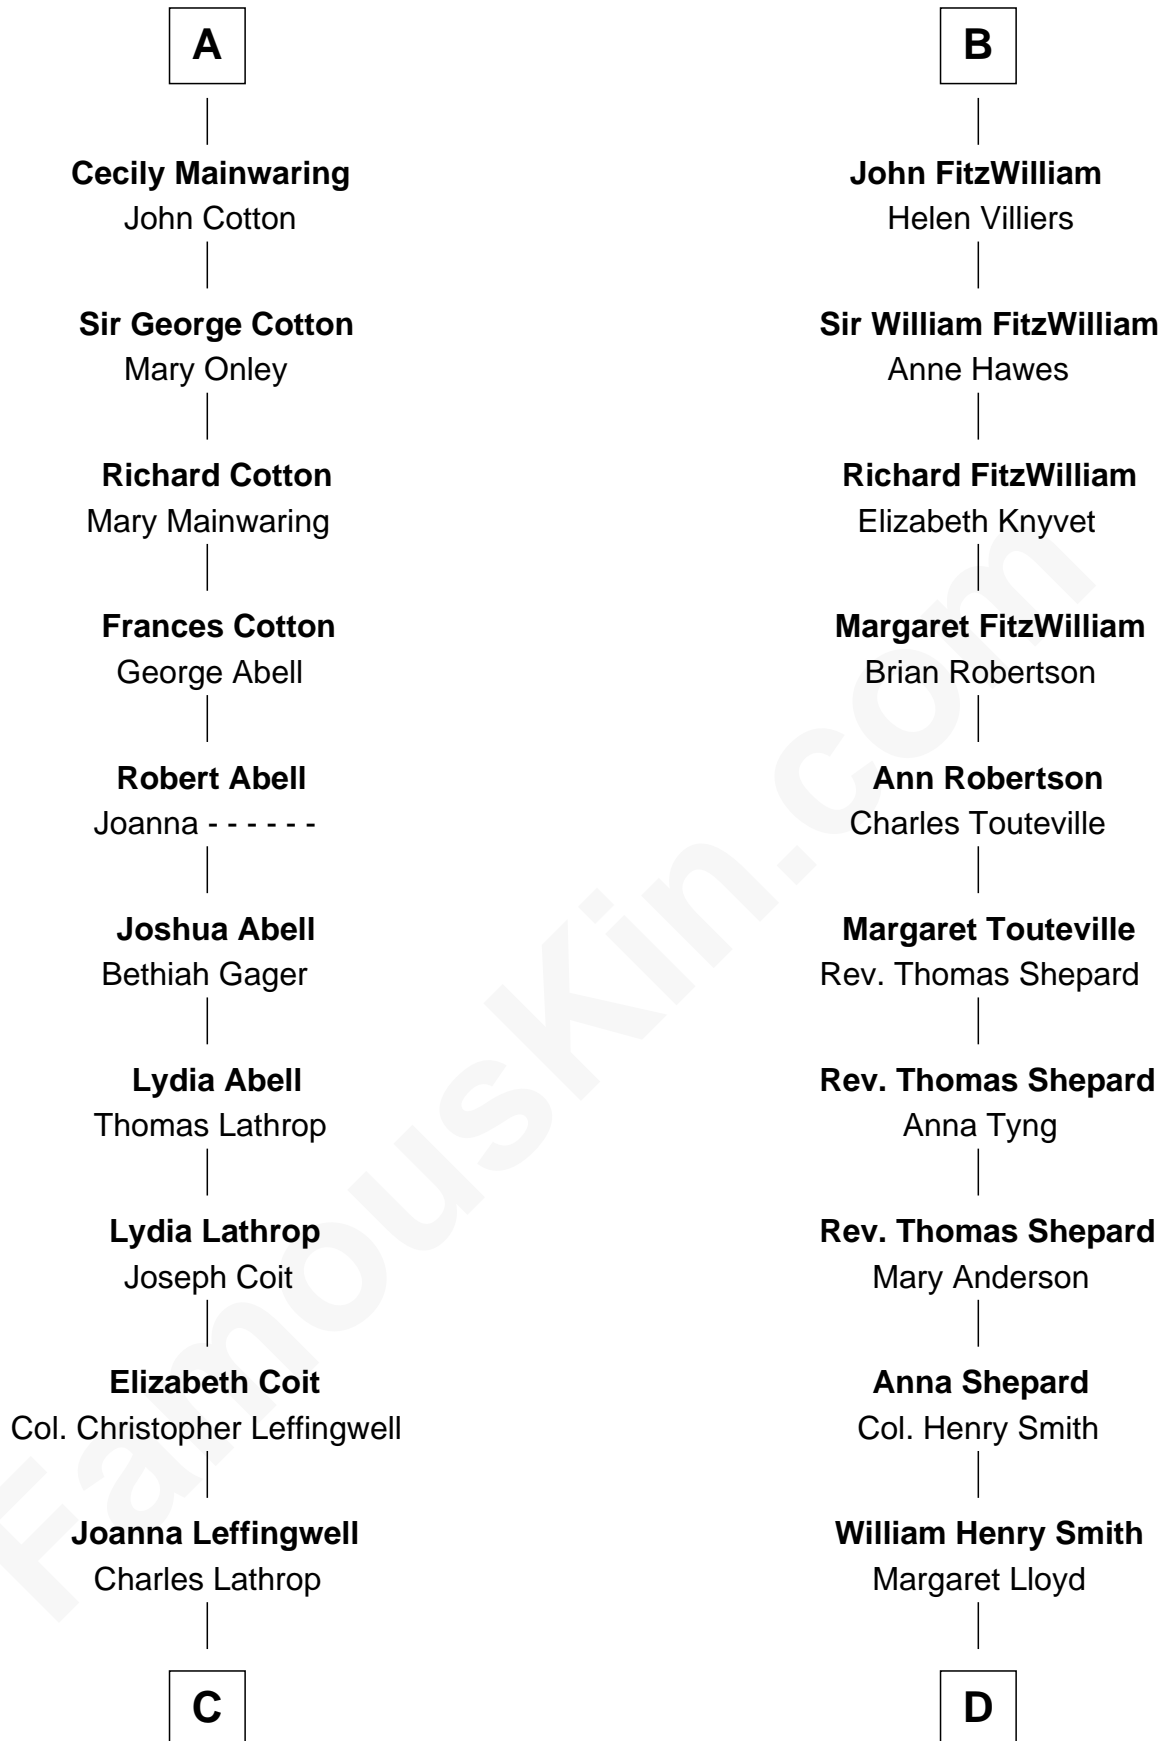 A
Cecily Mainwaring
John Cotton
Sir George Cotton
Mary Onley
Richard Cotton
Mary Mainwaring
Frances Cotton
George Abell
Robert Abell
Joanna - - - - - -
Joshua Abell
Bethiah Gager
Lydia Abell
Thomas Lathrop
Lydia Lathrop
Joseph Coit
Elizabeth Coit
Col. Christopher Leffingwell
Joanna Leffingwell
Charles Lathrop
C
B
John FitzWilliam
Helen Villiers
Sir William FitzWilliam
Anne Hawes
Richard FitzWilliam
Elizabeth Knyvet
Margaret FitzWilliam
Brian Robertson
Ann Robertson
Charles Touteville
Margaret Touteville
Rev. Thomas Shepard
Rev. Thomas Shepard
Anna Tyng
Rev. Thomas Shepard
Mary Anderson
Anna Shepard
Col. Henry Smith
William Henry Smith
Margaret Lloyd
D
FamousKin.com